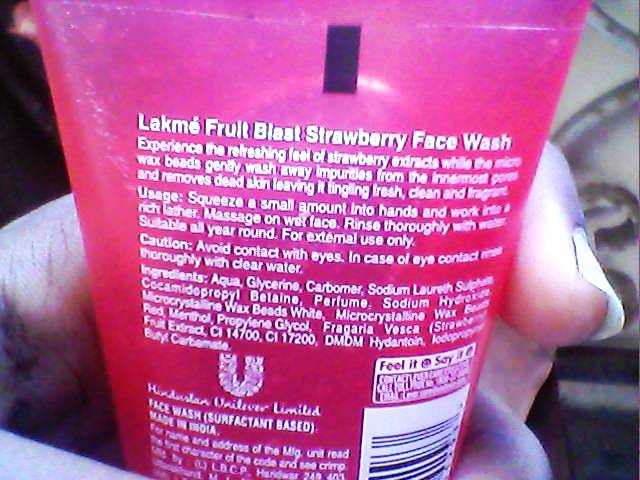 Lakmé Fruit Blast Strawberry Face Wash
Experience the refreshing feel of strawberry extracts while the micro
wax beads gently wash away impurities from the innermost pores
and removes dead skin leaving it tingling fresh, clean and fragrant.
Usage: Squeeze a small amount into hands and work into a
rich lather. Massage on wet face. Rinse thoroughly with water.
Suitable all year round. For external use only.
Caution: Avoid contact with eyes. In case of eye contact rinse
thoroughly with clear water.
Ingredients: Aqua, Glycerine, Carbomer, Sodium Laureth Sulphate,
Cocamidopropyl Betaine, Perfume, Sodium Hydroxide,
Microcrystalline Wax Beads White, Microcrystalline Wax Beads
Red, Menthol, Propylene Glycol, Fragaria Vesca (Strawberry)
Fruit Extract, CI 14700, CI 17200, DMDM Hydantoin, Iodopropynyl
Butyl Carbamate.
Feel it Say it
Hindustan Unilever Limited
FACE WASH (SURFACTANT BASED).
MADE IN INDIA.
For name and address of the Mfg. unit read
the first character of the code and see crimp.
Mfg. by : (L) L.B.C.P. Haridwar 249 403